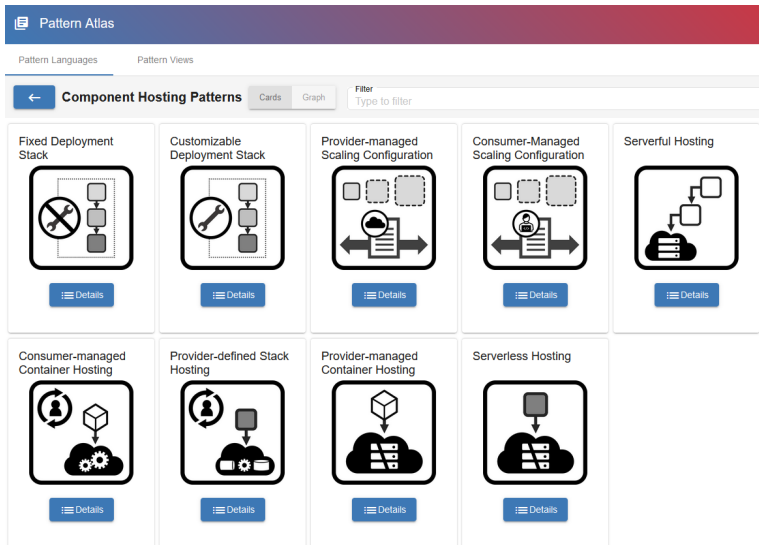 Pattern Atlas
Pattern Languages
Pattern Views
Component Hosting Patterns
Cards
Graph
Filter
Type to filter
Fixed Deployment
Stack
Details
Customizable
Deployment Stack
Details
Provider-managed
Scaling Configuration
Details
Consumer-Managed
Scaling Configuration
Details
Serverful Hosting
Details
Consumer-managed
Container Hosting
Details
Provider-defined Stack
Hosting
Details
Provider-managed
Container Hosting
Details
Serverless Hosting
Details